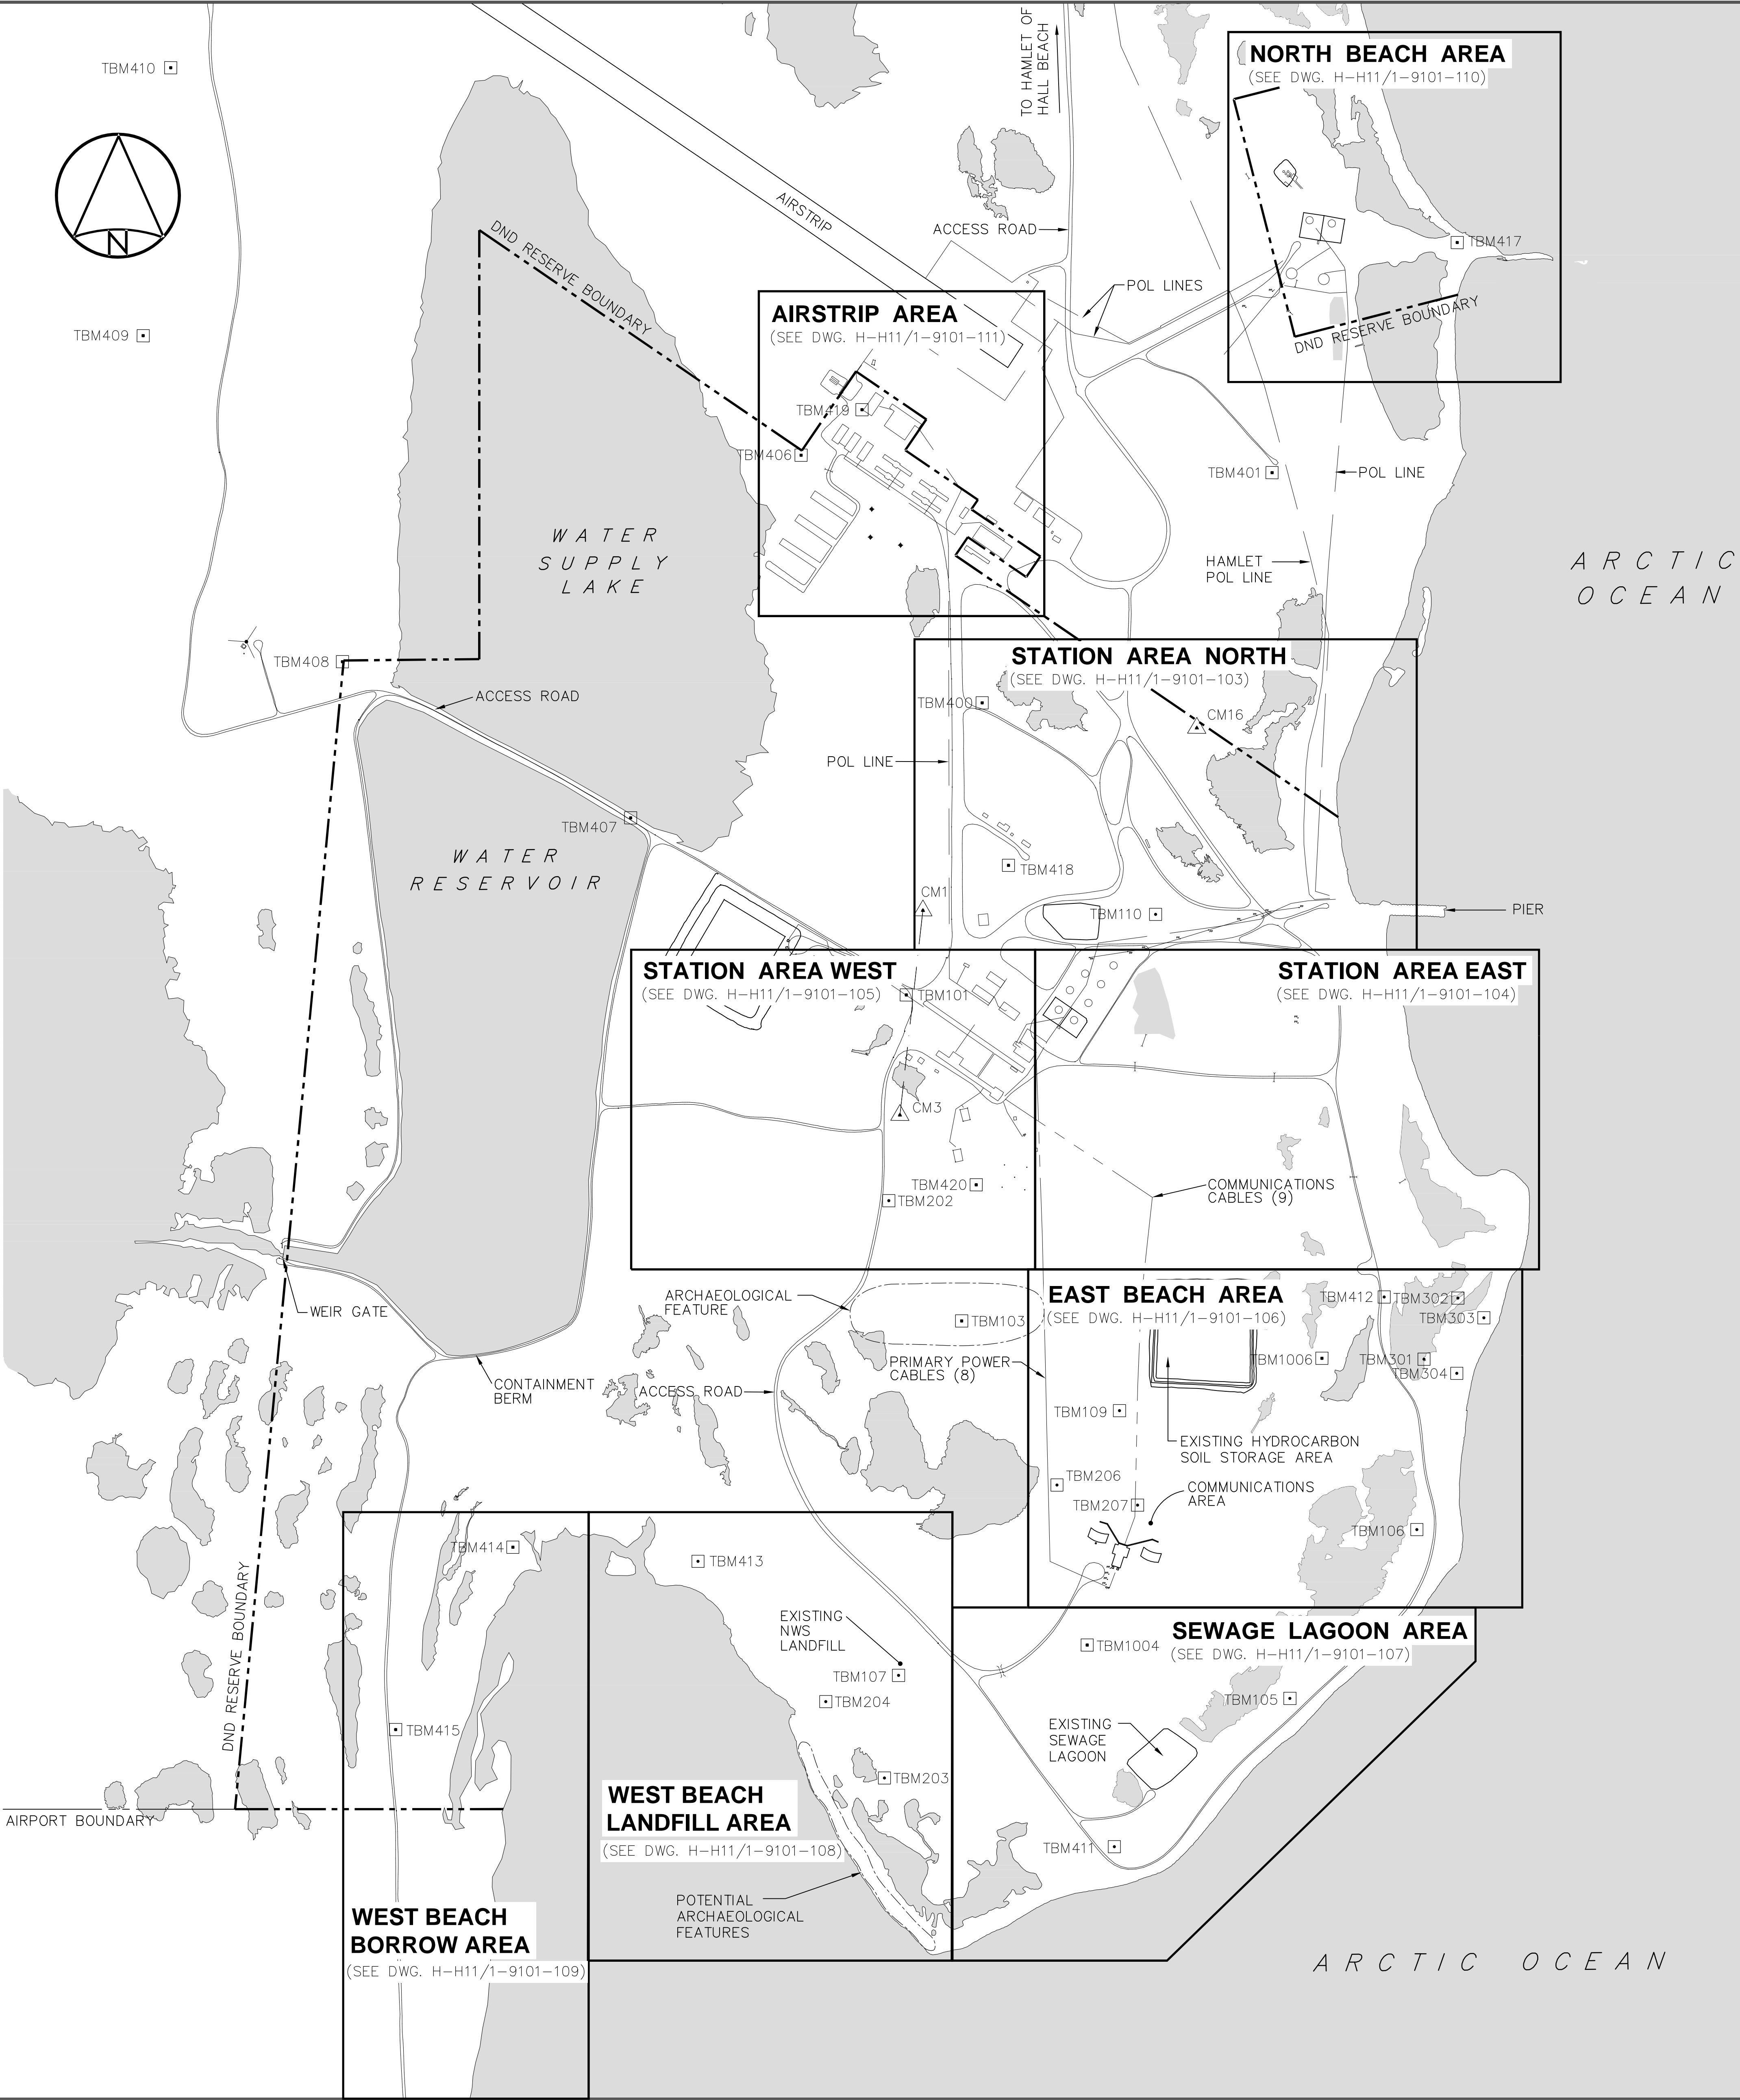 TBM410
TO HAMLET OF
HALL BEACH
NORTH BEACH AREA
(SEE DWG. H-H11/1-9101-110)
N
AIRSTRIP
ACCESS ROAD
TBM417
DND RESERVE BOUNDARY
POL LINES
TBM409
AIRSTRIP AREA
(SEE DWG. H-H11/1-9101-111)
DND RESERVE BOUNDARY
TBM419
TBM406
TBM401
POL LINE
WATER
SUPPLY
LAKE
HAMLET
POL LINE
ARCTIC
OCEAN
TBM408
STATION AREA NORTH
(SEE DWG. H-H11/1-9101-103)
ACCESS ROAD
TBM400
CM16
POL LINE
TBM407
WATER
RESERVOIR
TBM418
CM1
TBM110
PIER
STATION AREA WEST
(SEE DWG. H-H11/1-9101-105)
TBM101
STATION AREA EAST
(SEE DWG. H-H11/1-9101-104)
CM3
TBM420
TBM202
COMMUNICATIONS
CABLES (9)
WEIR GATE
ARCHAEOLOGICAL
FEATURE
TBM103
EAST BEACH AREA
(SEE DWG. H-H11/1-9101-106)
TBM412
TBM302
TBM303
TBM1006
TBM301
TBM304
PRIMARY POWER
CABLES (8)
CONTAINMENT
BERM
ACCESS ROAD
TBM109
EXISTING HYDROCARBON
SOIL STORAGE AREA
TBM206
COMMUNICATIONS
AREA
TBM207
TBM106
TBM414
TBM413
DND RESERVE BOUNDARY
EXISTING
NWS
LANDFILL
TBM107
TBM204
TBM1004
SEWAGE LAGOON AREA
(SEE DWG. H-H11/1-9101-107)
TBM105
TBM415
EXISTING
SEWAGE
LAGOON
TBM203
WEST BEACH
LANDFILL AREA
(SEE DWG. H-H11/1-9101-108)
AIRPORT BOUNDARY
TBM411
POTENTIAL
ARCHAEOLOGICAL
FEATURES
WEST BEACH
BORROW AREA
(SEE DWG. H-H11/1-9101-109)
ARCTIC OCEAN